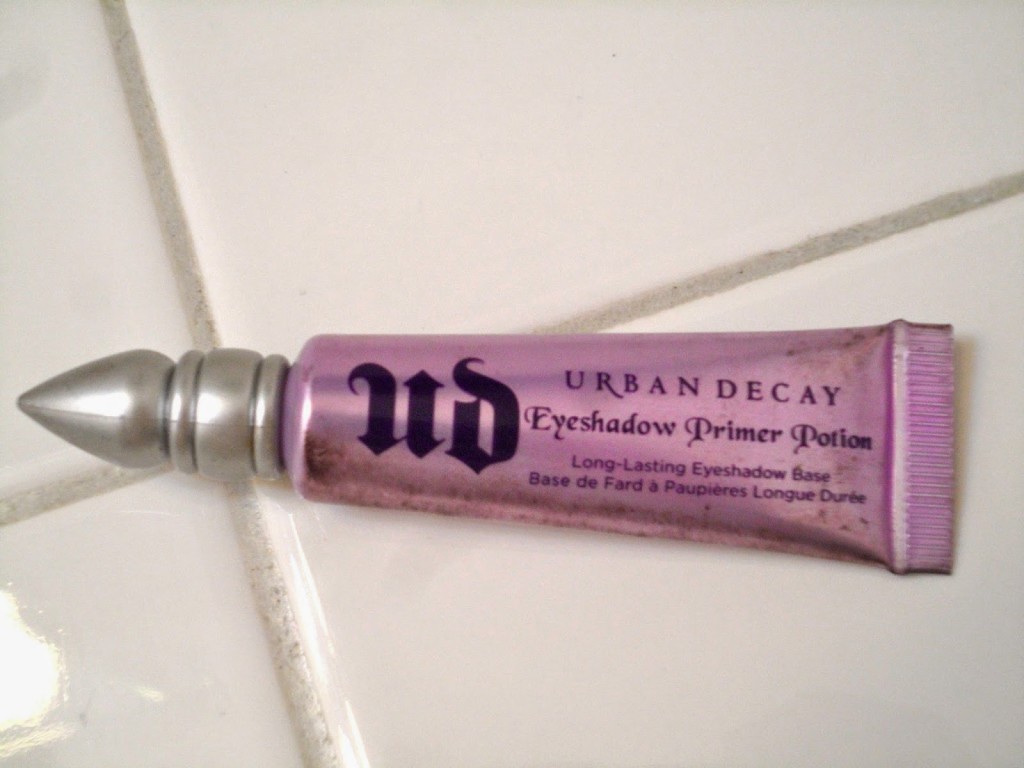 ud
URBAN DECAY
Eyeshadow Primer Potion
Long-Lasting Eyeshadow Base
Base de Fard à Paupières Longue Durée